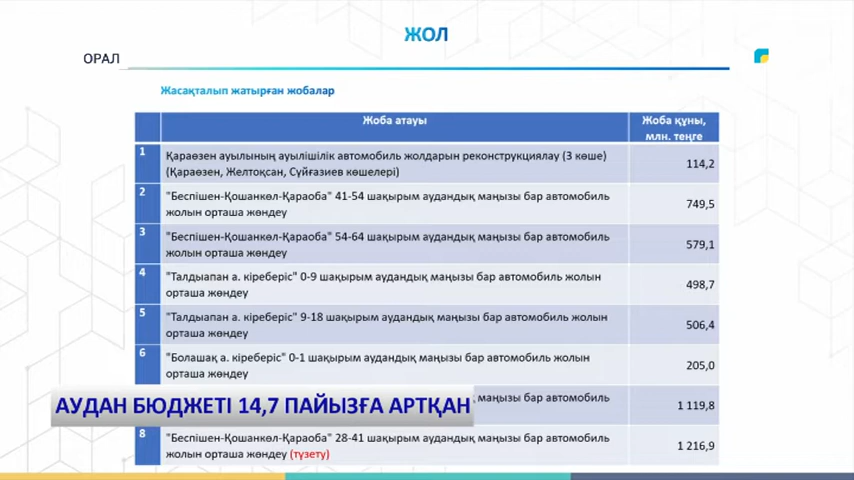 ЖОЛ
ОРАЛ
Жасақталып жатырған жобалар
Жоба атауы
Жоба құны,
млн. теңге
1
Қараөзен ауылының ауылішілік автомобиль жолдарын реконструкциялау (3 көше)
(Қараөзен, Желтоқсан, Суйғазиев көшелері)
114,2
2
"Беспішен-Қошанкөл-Қараоба" 41-54 шақырым аудандық маңызы бар автомобиль
жолын орташа жөндеу
749,5
3
"Беспішен-Қошанкөл-Қараоба" 54-64 шақырым аудандық маңызы бар автомобиль
жолын орташа жөндеу
579,1
4
"Талдыапан а. кіреберіс" 0-9 шақырым аудандық маңызы бар автомобиль жолын
орташа жөндеу
498,7
5
"Талдыапан а. кіреберіс" 9-18 шақырым аудандық маңызы бар автомобиль жолын
орташа жөндеу
506,4
6
"Болашақ а. кіреберіс" 0-1 шақырым аудандық маңызы бар автомобиль жолын
орташа жөндеу
205,0
маңызы бар автомобиль
1 119,8
АУДАН БЮДЖЕТІ 14,7 ПАЙЫЗҒА АРТҚАН
8
"Беспішен-Қошанкөл-Қараоба" 28-41 шақырым аудандық маңызы бар автомобиль
жолын орташа жөндеу (түзету)
1 216,9